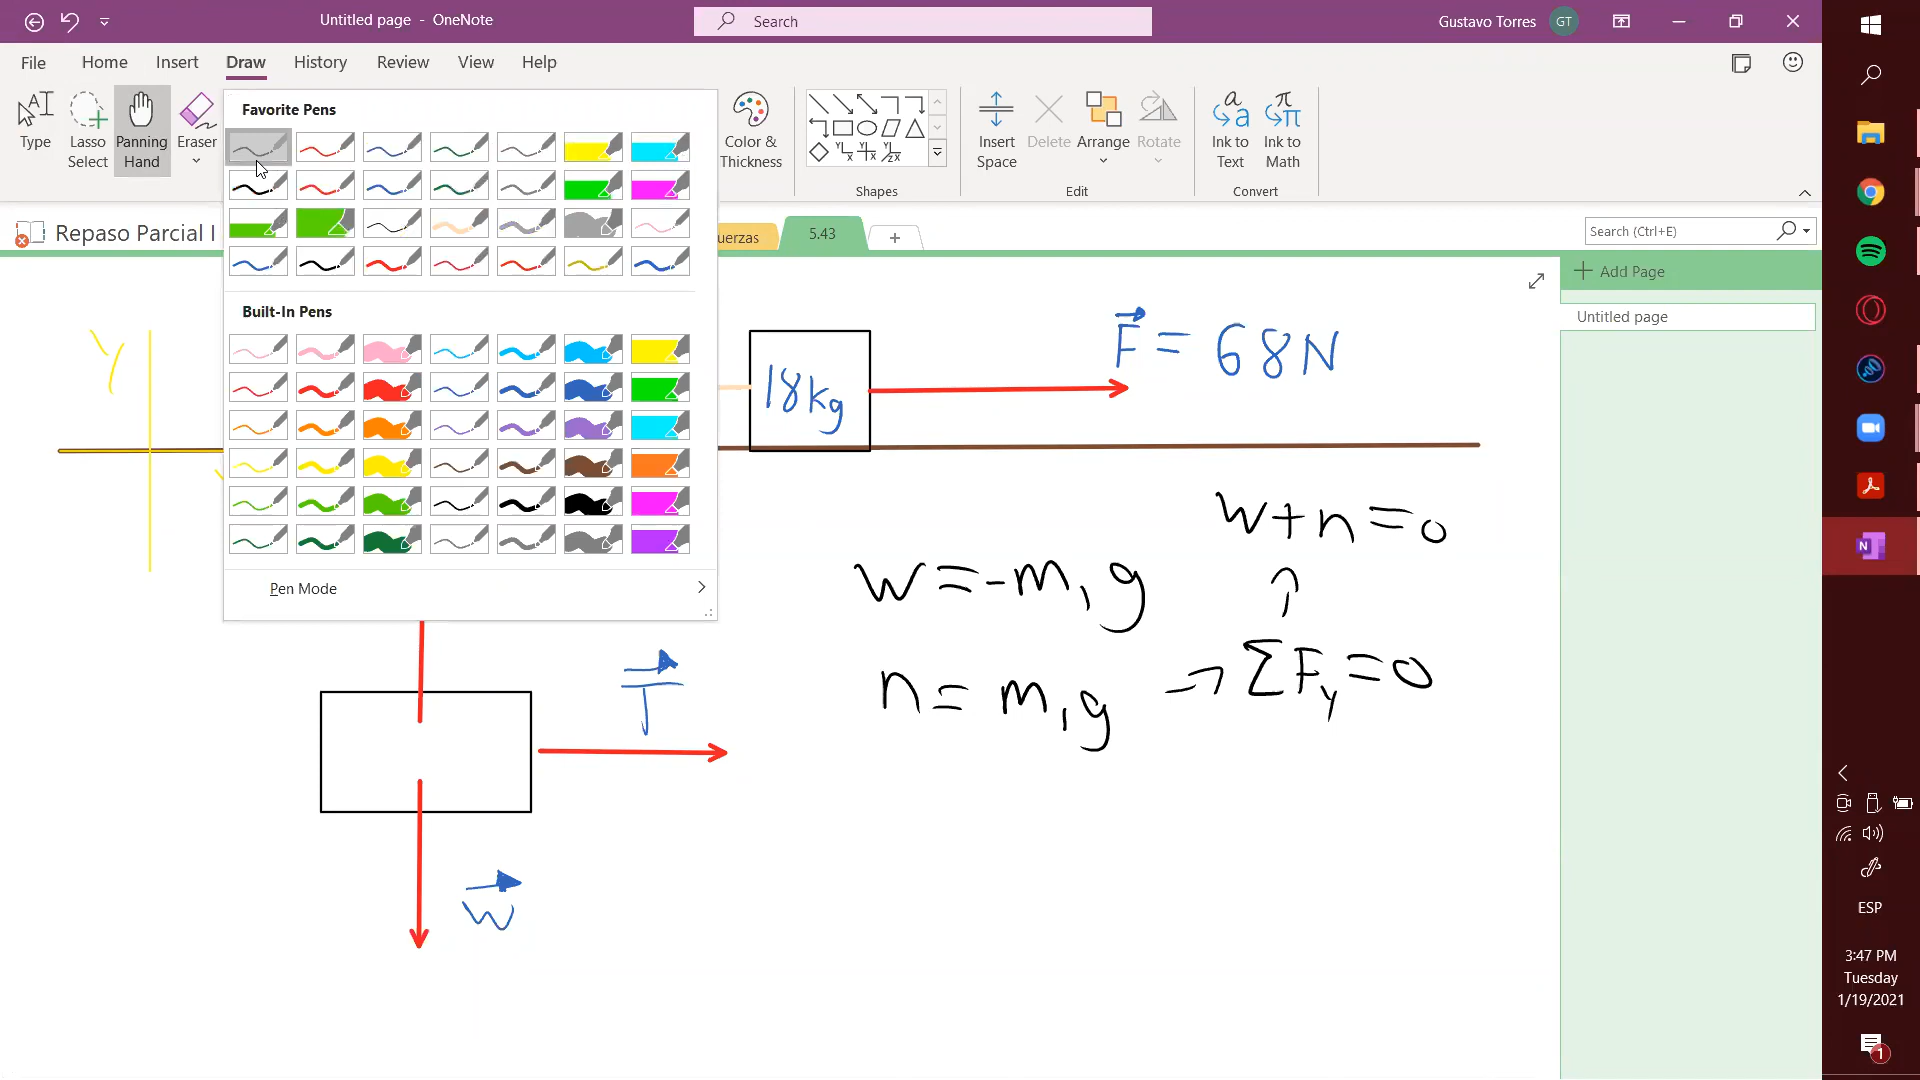 Untitled page - OneNote
Search
Gustavo Torres
GT
File
Home
Insert
Draw
History
Review
View
Help
Type
Lasso
Select
Panning
Hand
Eraser
Favorite Pens
Built-In Pens
Pen Mode
Color &
Thickness
Shapes
Insert
Space
Delete
Arrange
Rotate
Edit
Ink to
Text
Ink to
Math
Convert
Repaso Parcial I
uerzas
5.43
Search (Ctrl+E)
Add Page
Untitled page
Y
18kg
F = 68N
w+n=0
w=-m₁g
n= m₁g
→ ΣFy=0
T
w
ESP
3:47 PM
Tuesday
1/19/2021
1